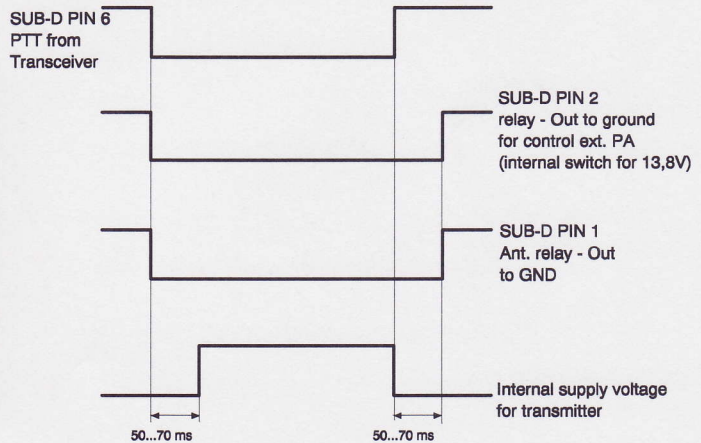 SUB-D PIN 6
PTT from
Transceiver
SUB-D PIN 2
relay - Out to ground
for control ext. PA
(internal switch for 13,8V)
SUB-D PIN 1
Ant. relay - Out
to GND
Internal supply voltage
for transmitter
50...70 ms
50...70 ms